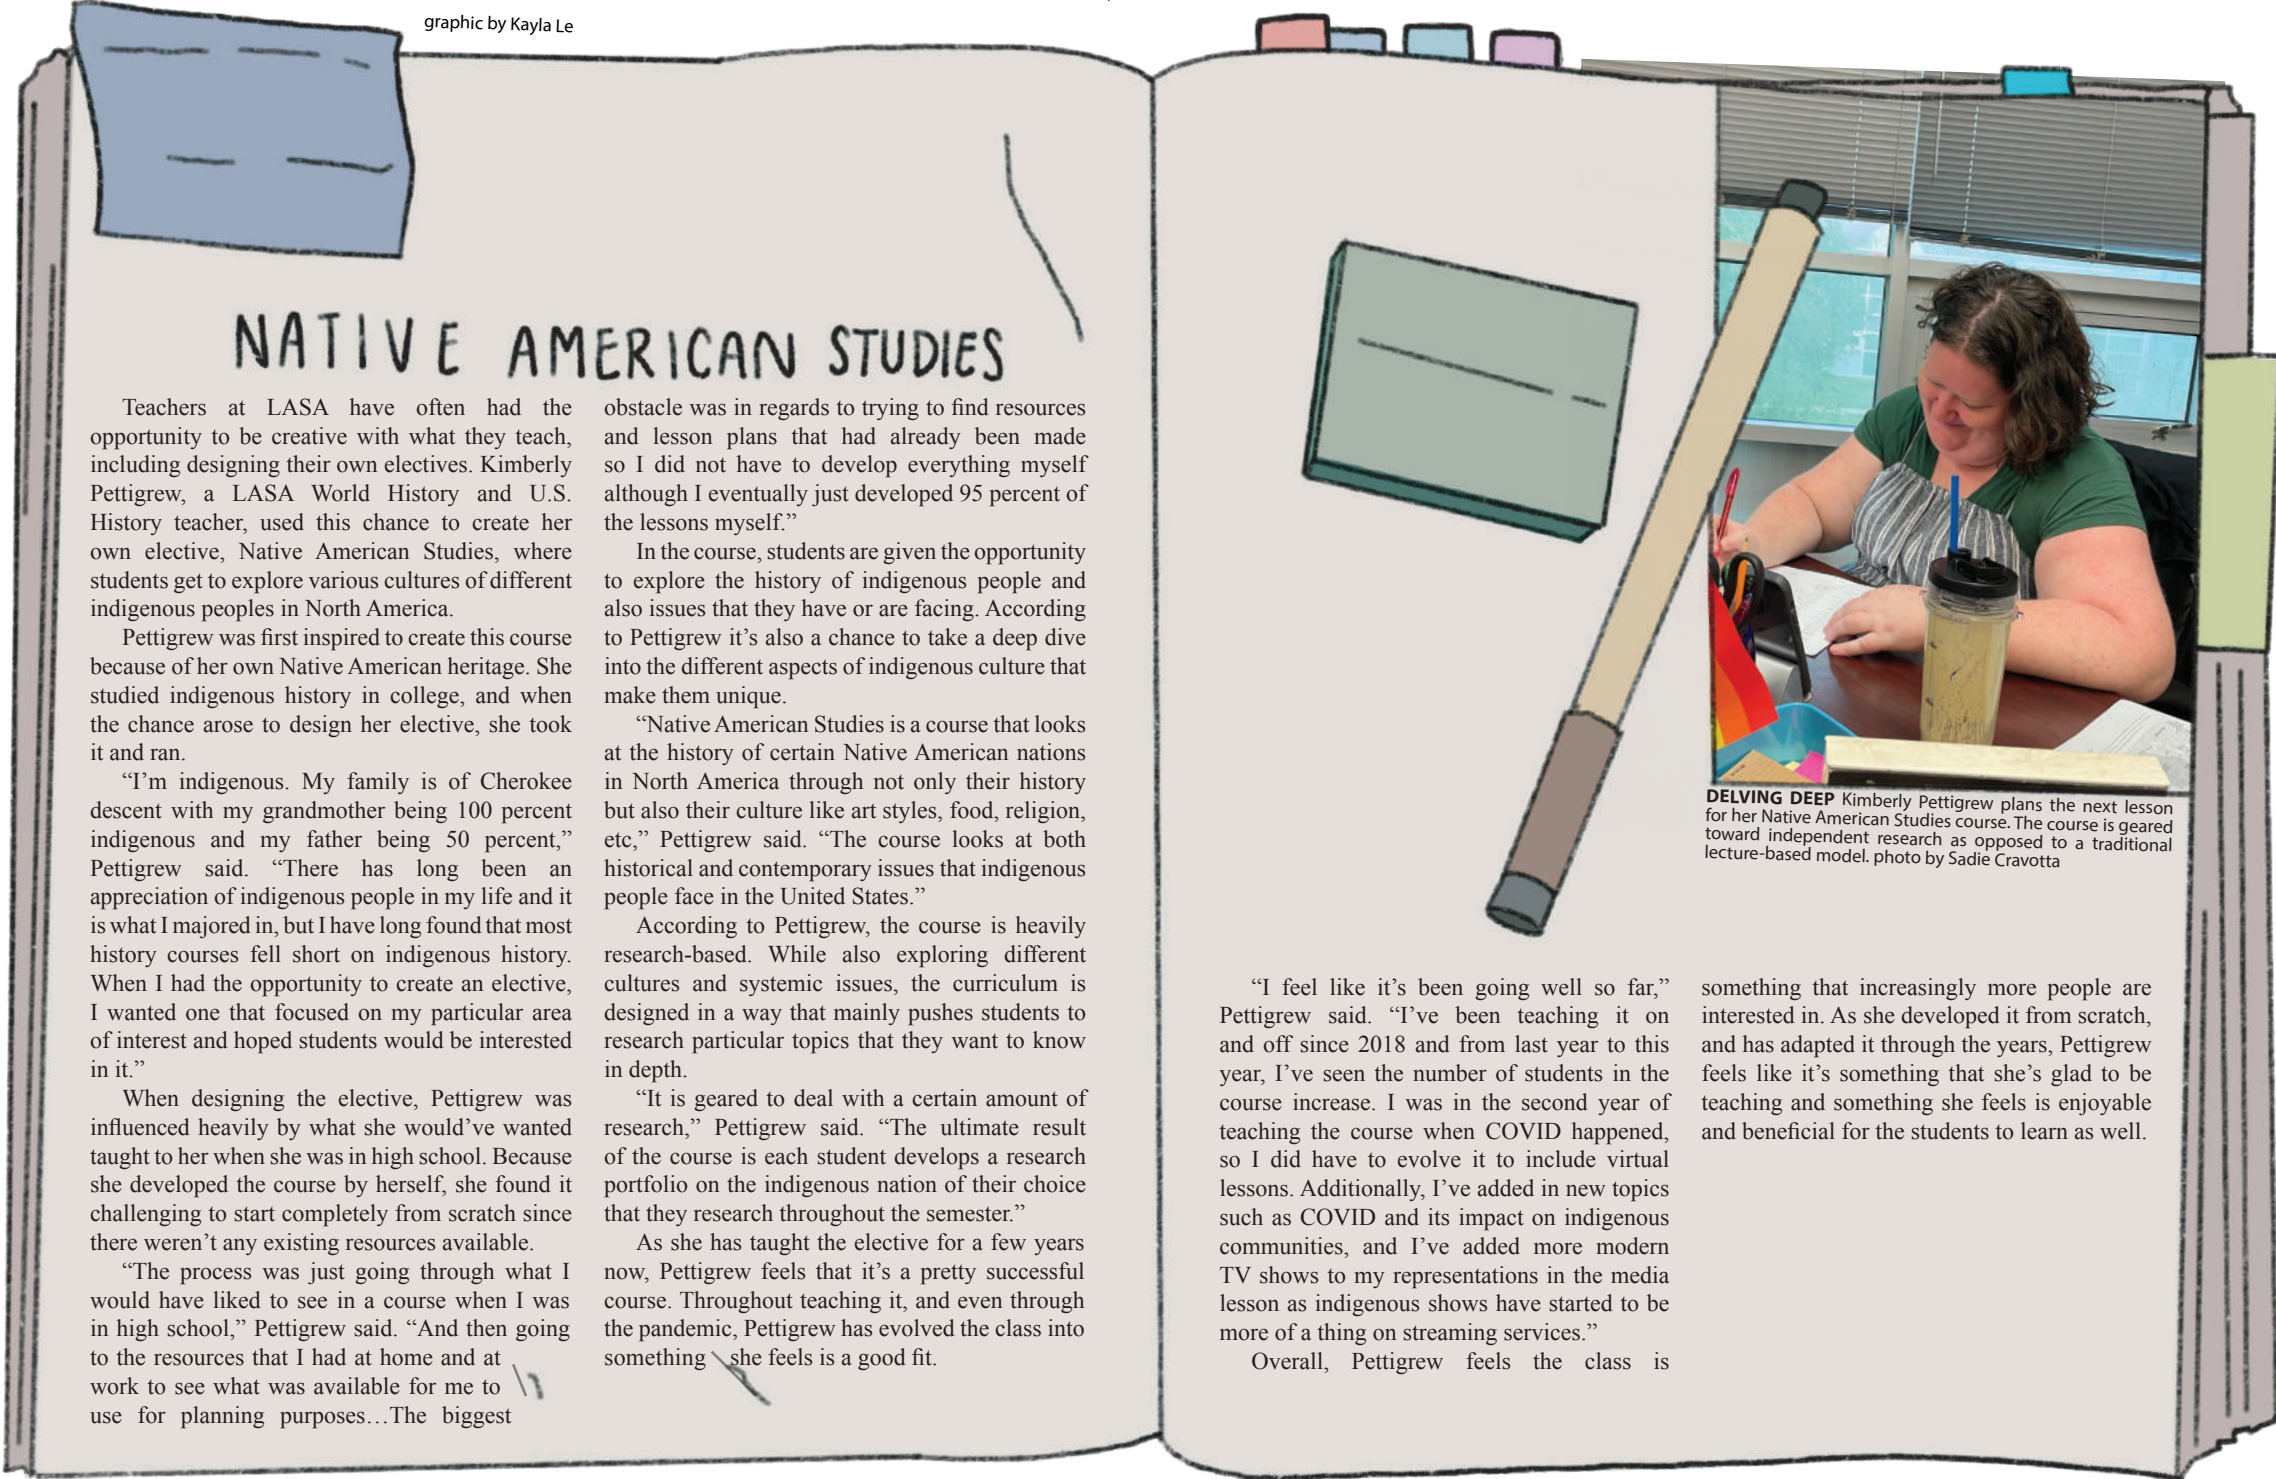 graphic by Kayla Le
NATIVE AMERICAN STUDIES
Teachers at LASA have often had the
opportunity to be creative with what they teach,
including designing their own electives. Kimberly
Pettigrew, a LASA World History and U.S.
History teacher, used this chance to create her
own elective, Native American Studies, where
students get to explore various cultures of different
indigenous peoples in North America.
Pettigrew was first inspired to create this course
because of her own Native American heritage. She
studied indigenous history in college, and when
the chance arose to design her elective, she took
it and ran.
“I’m indigenous. My family is of Cherokee
descent with my grandmother being 100 percent
indigenous and my father being 50 percent,”
Pettigrew said. “There has long been an
appreciation of indigenous people in my life and it
is what I majored in, but I have long found that most
history courses fell short on indigenous history.
When I had the opportunity to create an elective,
I wanted one that focused on my particular area
of interest and hoped students would be interested
in it.”
When designing the elective, Pettigrew was
influenced heavily by what she would’ve wanted
taught to her when she was in high school. Because
she developed the course by herself, she found it
challenging to start completely from scratch since
there weren’t any existing resources available.
“The process was just going through what I
would have liked to see in a course when I was
in high school,” Pettigrew said. “And then going
to the resources that I had at home and at
work to see what was available for me to
use for planning purposes…The biggest
obstacle was in regards to trying to find resources
and lesson plans that had already been made
so I did not have to develop everything myself
although I eventually just developed 95 percent of
the lessons myself.”
In the course, students are given the opportunity
to explore the history of indigenous people and
also issues that they have or are facing. According
to Pettigrew it’s also a chance to take a deep dive
into the different aspects of indigenous culture that
make them unique.
“Native American Studies is a course that looks
at the history of certain Native American nations
in North America through not only their history
but also their culture like art styles, food, religion,
etc,” Pettigrew said. “The course looks at both
historical and contemporary issues that indigenous
people face in the United States.”
According to Pettigrew, the course is heavily
research-based. While also exploring different
cultures and systemic issues, the curriculum is
designed in a way that mainly pushes students to
research particular topics that they want to know
in depth.
“It is geared to deal with a certain amount of
research,” Pettigrew said. “The ultimate result
of the course is each student develops a research
portfolio on the indigenous nation of their choice
that they research throughout the semester.”
As she has taught the elective for a few years
now, Pettigrew feels that it’s a pretty successful
course. Throughout teaching it, and even through
the pandemic, Pettigrew has evolved the class into
something she feels is a good fit.
DELVING DEEP Kimberly Pettigrew plans the next lesson
for her Native American Studies course. The course is geared
toward independent research as opposed to a traditional
lecture-based model. photo by Sadie Cravotta
“I feel like it’s been going well so far,”
Pettigrew said. “I’ve been teaching it on
and off since 2018 and from last year to this
year, I’ve seen the number of students in the
course increase. I was in the second year of
teaching the course when COVID happened,
so I did have to evolve it to include virtual
lessons. Additionally, I’ve added in new topics
such as COVID and its impact on indigenous
communities, and I’ve added more modern
TV shows to my representations in the media
lesson as indigenous shows have started to be
more of a thing on streaming services.”
Overall, Pettigrew feels the class is
something that increasingly more people are
interested in. As she developed it from scratch,
and has adapted it through the years, Pettigrew
feels like it’s something that she’s glad to be
teaching and something she feels is enjoyable
and beneficial for the students to learn as well.